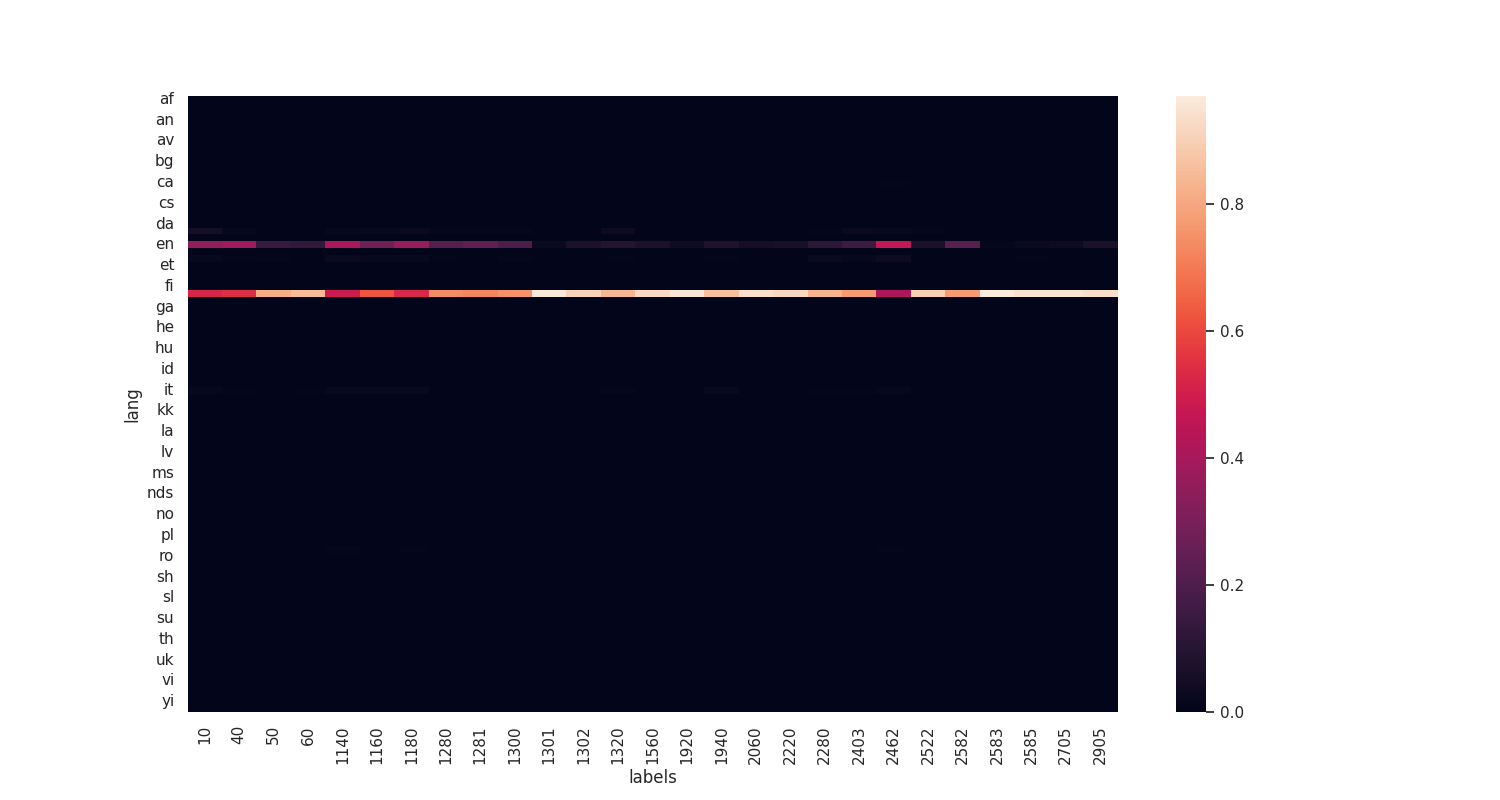 af
an
av
bg
ca
cs
da
en
et
fi
ga
he
hu
id
it
kk
la
lv
ms
nds
no
pl
ro
sh
sl
su
th
uk
vi
yi
lang
10 40 50 60 1140 1160 1180 1280 1281 1300 1301 1302 1320 1560 1920 1940 2060 2220 2280 2403 2462 2522 2582 2583 2585 2705 2905
labels
0.8
0.6
0.4
0.2
0.0